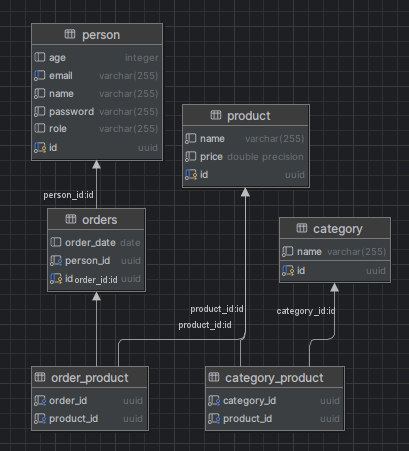 person
age integer
email varchar(255)
name varchar(255)
password varchar(255)
role varchar(255)
id uuid
product
name varchar(255)
price double precision
id uuid
person_id:id
orders
order_date date
person_id uuid
id uuid
order_id:id
category
name varchar(255)
id uuid
product_id:id
product_id:id
category_id:id
order_product
order_id uuid
product_id uuid
category_product
category_id uuid
product_id uuid